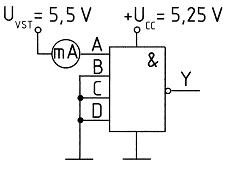 U_VST = 5,5 V
+U_CC = 5,25 V
mA
A
B
C
D
&
Y